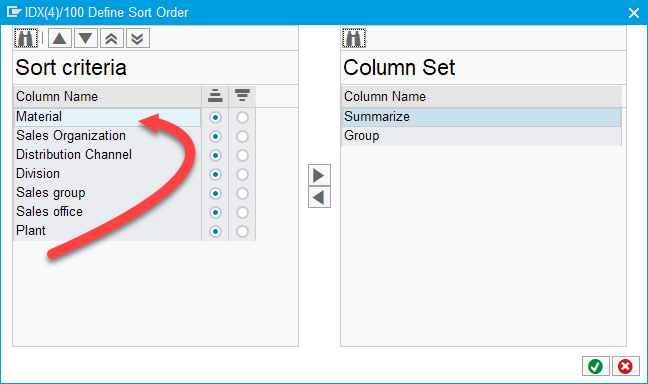 IDX(4)/100 Define Sort Order
Sort criteria
Column Name
Material
Sales Organization
Distribution Channel
Division
Sales group
Sales office
Plant
Column Set
Column Name
Summarize
Group